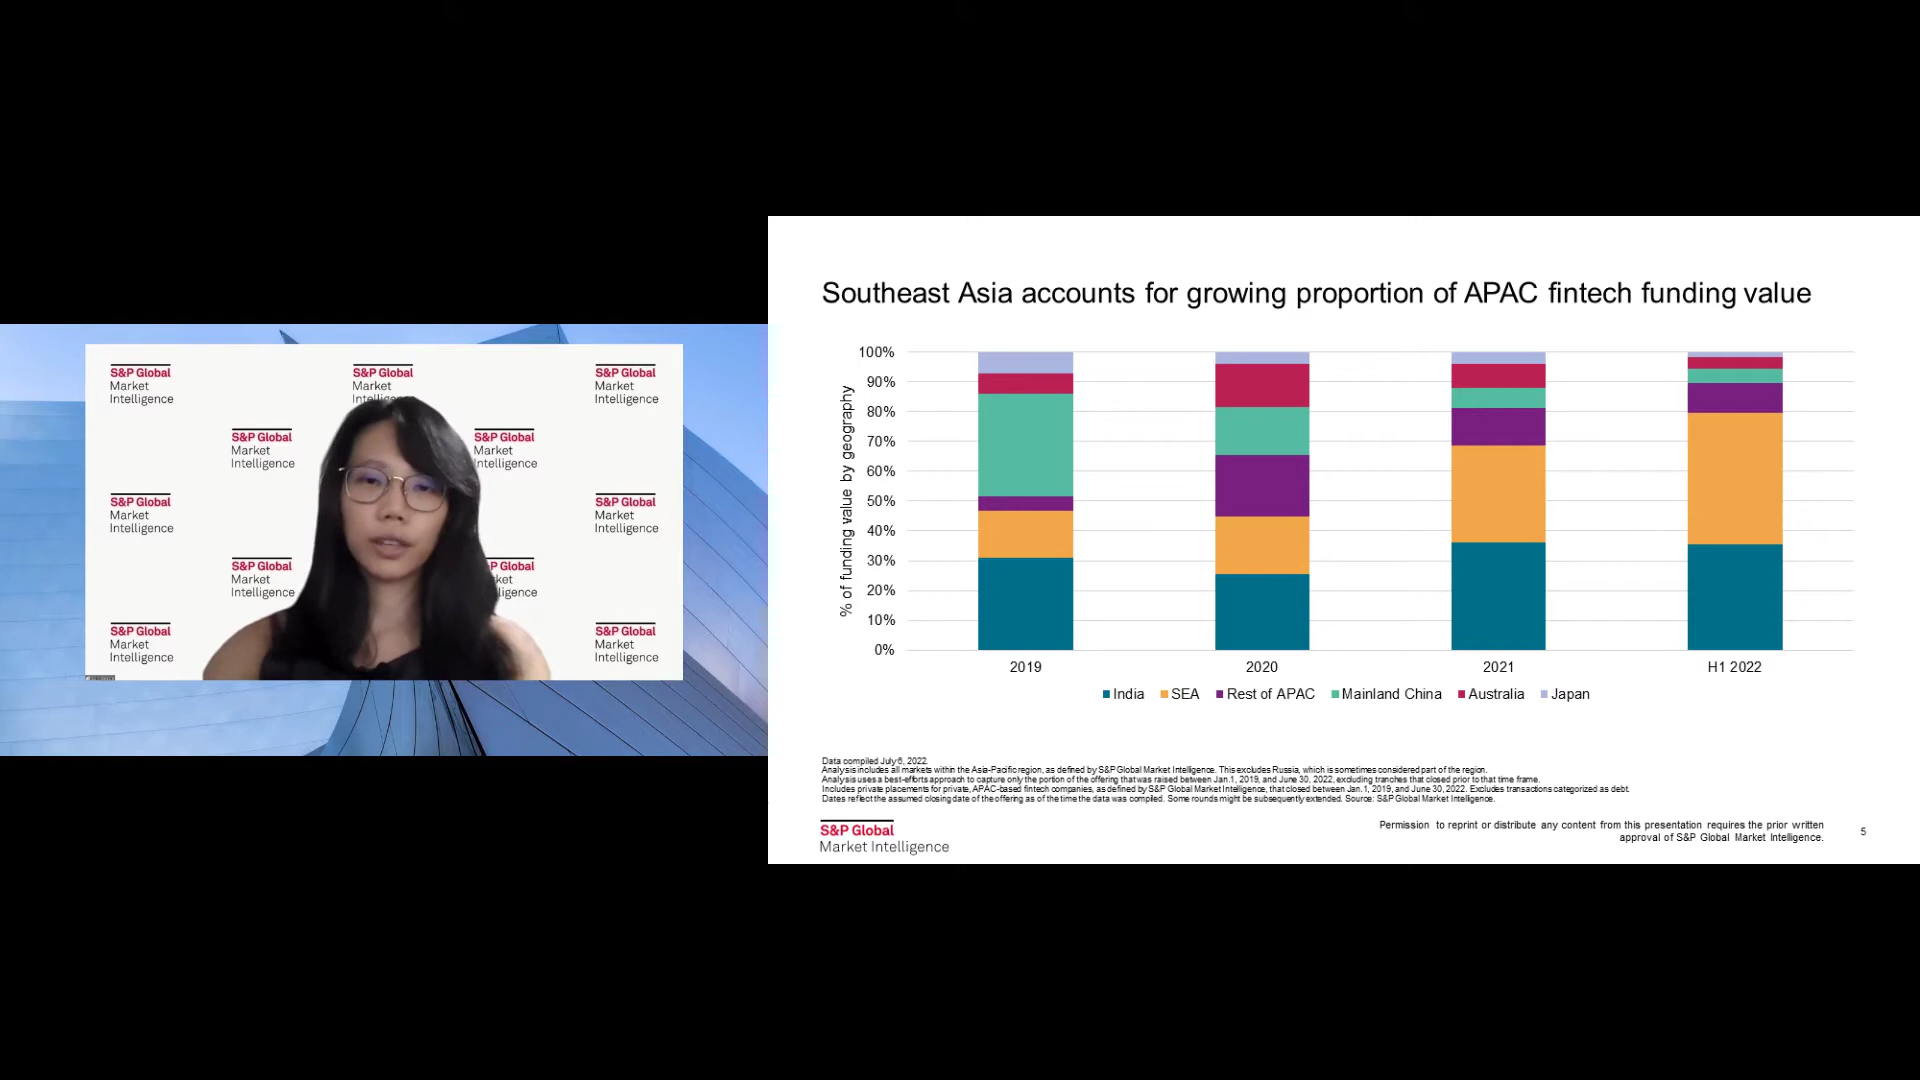 S&P Global
Market
Intelligence
S&P Global
Market
Intelligence
S&P Global
Market
Intelligence
S&P Global
Market
Intelligence
S&P Global
Market
Intelligence
S&P Global
Market
Intelligence
S&P Global
Market
Intelligence
S&P Global
Market
Intelligence
S&P Global
Market
Intelligence
S&P Global
Market
Intelligence
Southeast Asia accounts for growing proportion of APAC fintech funding value
% of funding value by geography
100%
90%
80%
70%
60%
50%
40%
30%
20%
10%
0%
2019 2020 2021 H1 2022
India SEA Rest of APAC Mainland China Australia Japan
Data compiled July 6, 2022.
Analysis includes all markets within the Asia-Pacific region, as defined by S&P Global Market Intelligence. This excludes Russia, which is sometimes considered part of the region.
Analysis uses a best-efforts approach to capture only the portion of the offering that was raised between Jan.1, 2019, and June 30, 2022, excluding tranches that closed prior to that time frame.
Includes private placements for private, APAC-based fintech companies, as defined by S&P Global Market Intelligence, that closed between Jan. 1, 2019, and June 30, 2022. Excludes transactions categorized as debt.
Dates reflect the assumed closing date of the offering as of the time the data was compiled. Some rounds might be subsequently extended. Source: S&P Global Market Intelligence.
S&P Global
Market Intelligence
Permission to reprint or distribute any content from this presentation requires the prior written
approval of S&P Global Market Intelligence.
5